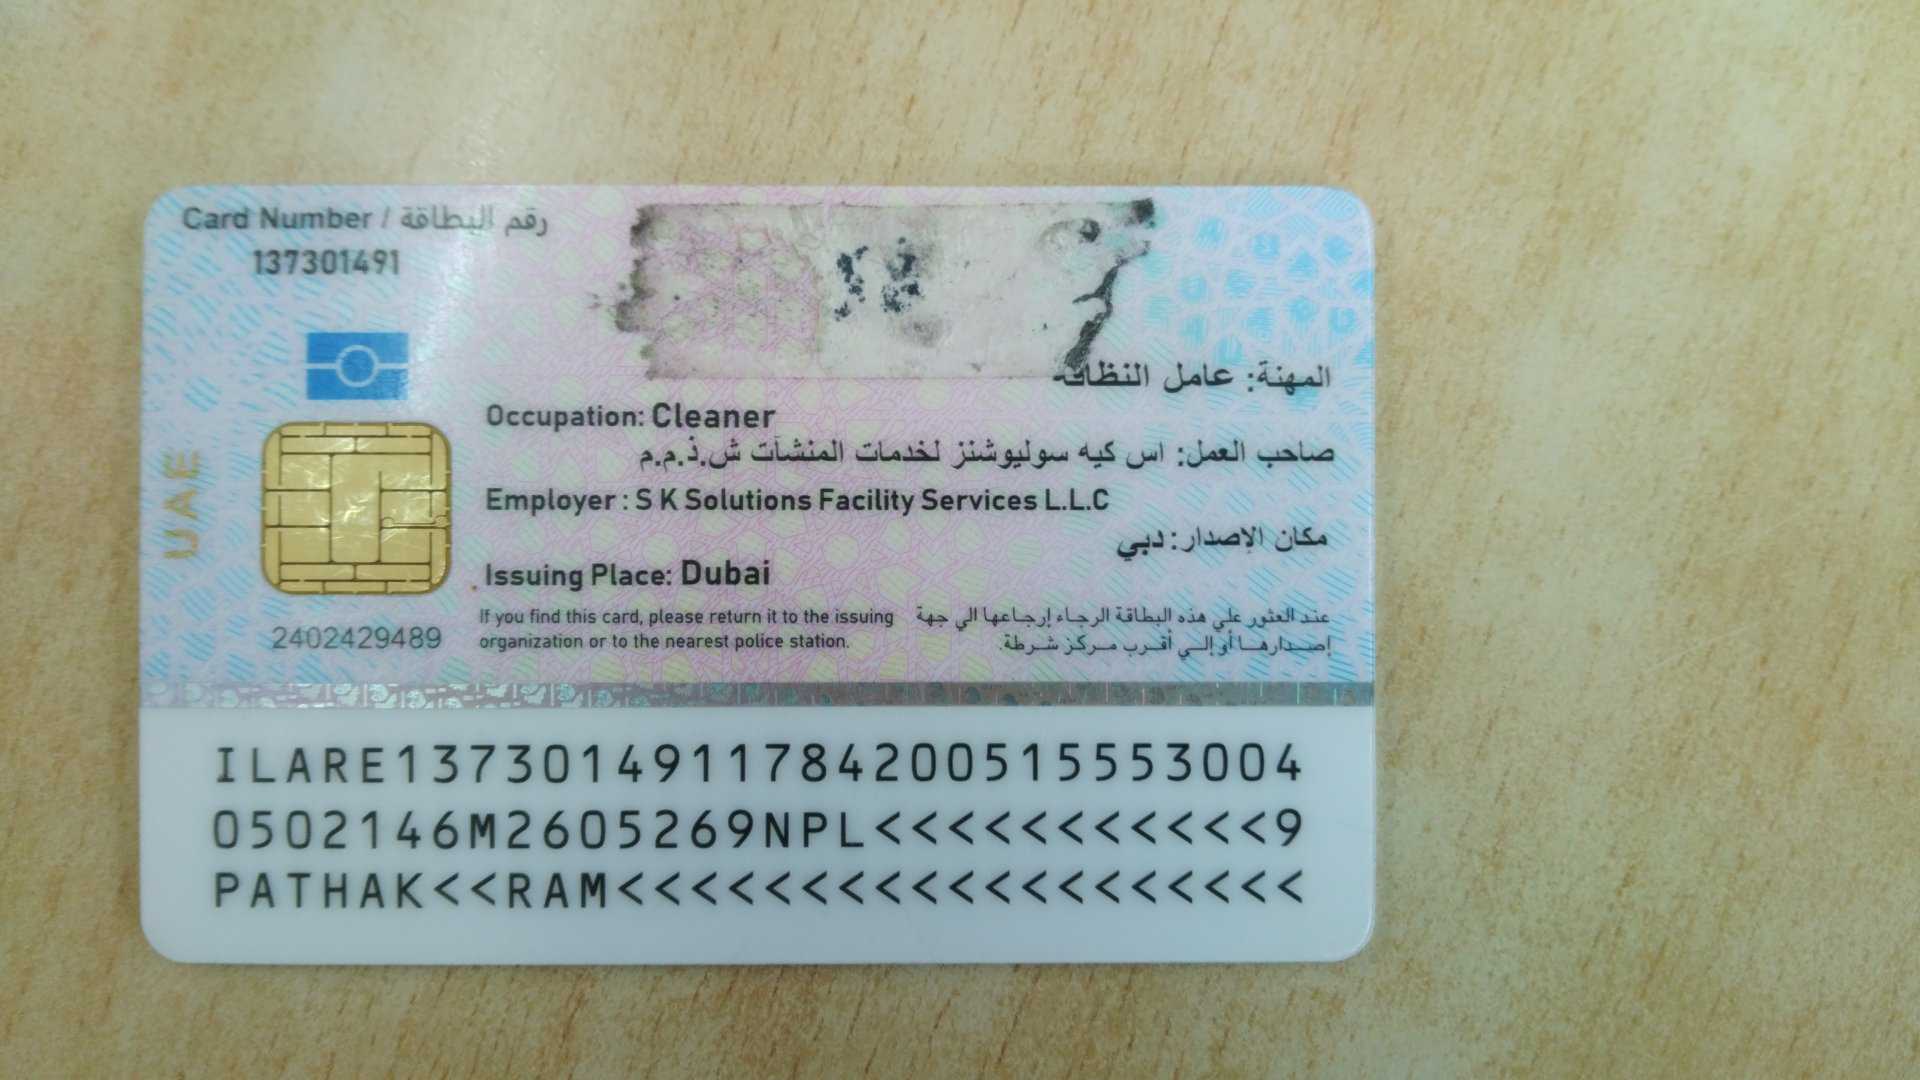 Card Number / رقم البطاقة
137301491
المهنة: عامل النظافة
Occupation: Cleaner
صاحب العمل: اس كيه سوليوشنز لخدمات المنشآت ش.ذ.م.م
Employer : S K Solutions Facility Services L.L.C
مكان الإصدار: دبي
Issuing Place: Dubai
UAE
2402429489
If you find this card, please return it to the issuing
organization or to the nearest police station.
عند العثور علي هذه البطاقة الرجاء إرجاعها الي جهة
إصدارها أو إلي أقرب مركز شرطة.
ILARE1373014911784200515553004
0502146M2605269NPL<<<<<<<<<<<9
PATHAK<<RAM<<<<<<<<<<<<<<<<<<<